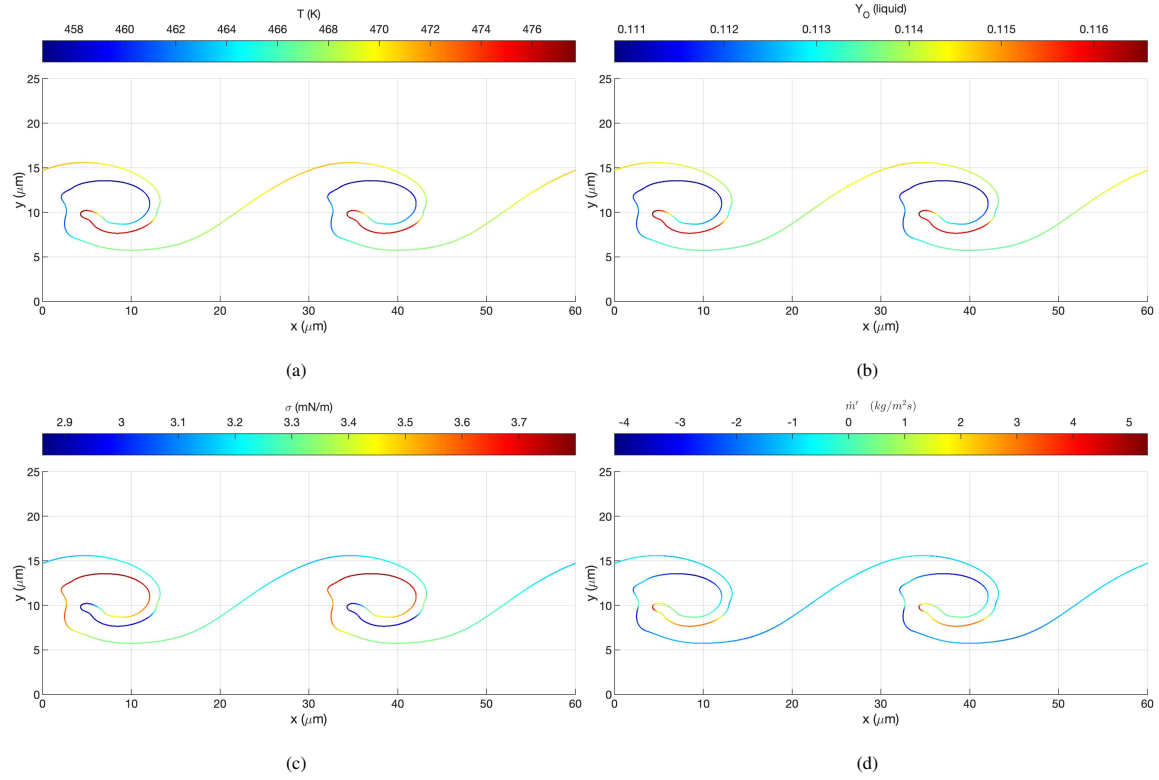 T (K)
458 460 462 464 466 468 470 472 474 476
25
20
15
10
5
0
y (μm)
0 10 20 30 40 50 60
x (μm)
(a)
Y_O (liquid)
0.111 0.112 0.113 0.114 0.115 0.116
25
20
15
10
5
0
y (μm)
0 10 20 30 40 50 60
x (μm)
(b)
σ (mN/m)
2.9 3 3.1 3.2 3.3 3.4 3.5 3.6 3.7
25
20
15
10
5
0
y (μm)
0 10 20 30 40 50 60
x (μm)
(c)
ṁ′ (kg/m²s)
-4 -3 -2 -1 0 1 2 3 4 5
25
20
15
10
5
0
y (μm)
0 10 20 30 40 50 60
x (μm)
(d)